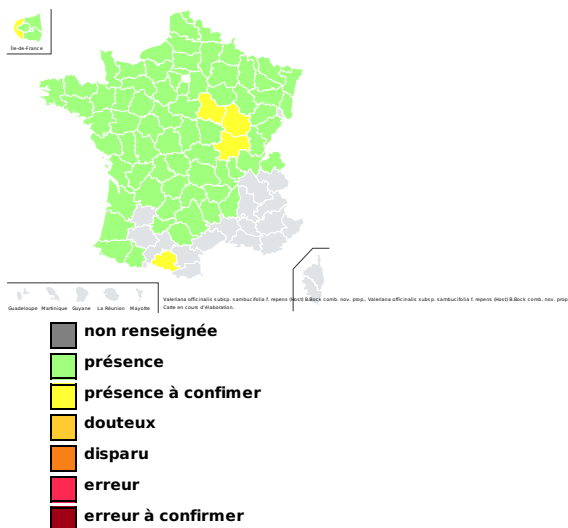 Île-de-France
Guadeloupe Martinique Guyane La Réunion Mayotte
Valeriana officinalis subsp. sambucifolia f. repens (Host) B.Bock comb. nov. prop., Valeriana officinalis subsp. sambucifolia f. repens (Host) B.Bock comb. nov. prop
Carte en cours d'élaboration.
non renseignée
présence
présence à confimer
douteux
disparu
erreur
erreur à confirmer